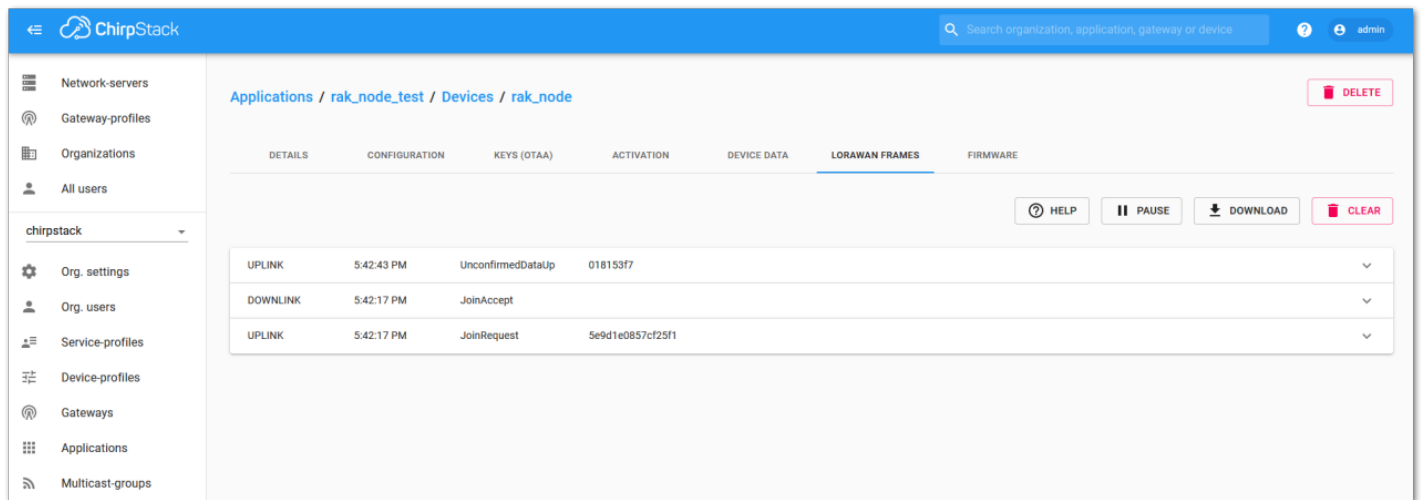 ChirpStack
Search organization, application, gateway or device
?
admin
Network-servers
Gateway-profiles
Organizations
All users
chirpstack
Org. settings
Org. users
Service-profiles
Device-profiles
Gateways
Applications
Multicast-groups
Applications / rak_node_test / Devices / rak_node
DELETE
DETAILS CONFIGURATION KEYS (OTAA) ACTIVATION DEVICE DATA LORAWAN FRAMES FIRMWARE
? HELP PAUSE DOWNLOAD CLEAR
UPLINK 5:42:43 PM UnconfirmedDataUp 018153f7
DOWNLINK 5:42:17 PM JoinAccept
UPLINK 5:42:17 PM JoinRequest 5e9d1e0857cf25f1